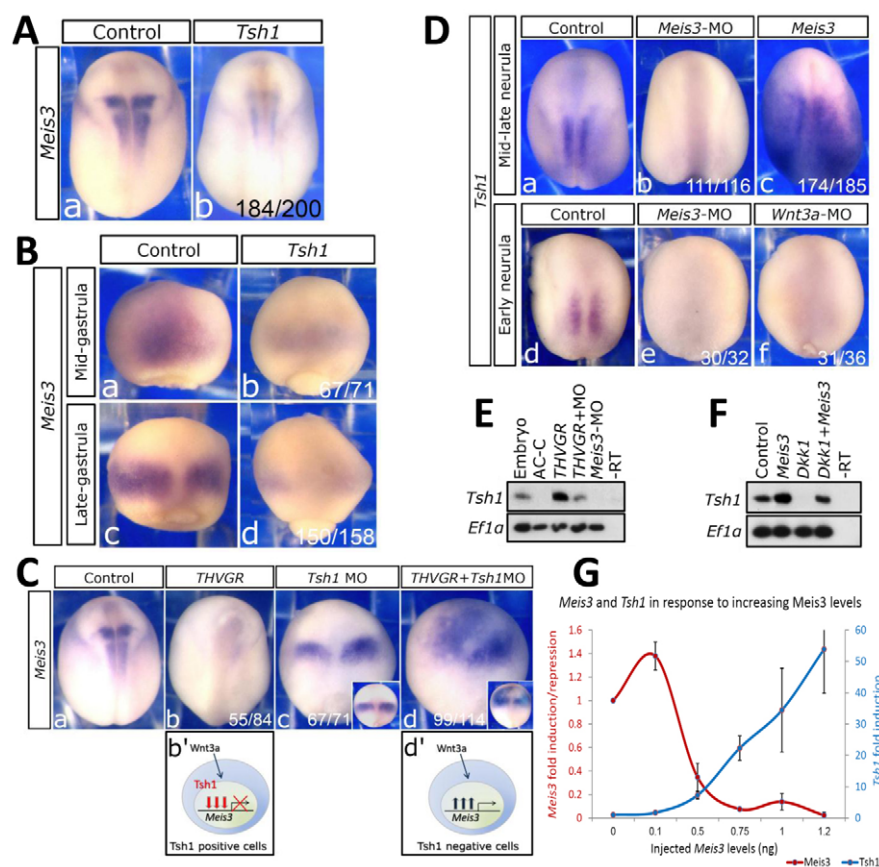 A
Control
Tsh1
Meis3
a
b
184/200
B
Control
Tsh1
Meis3
Mid-gastrula
Late-gastrula
a
b
67/71
c
d
150/158
C
Control
THVGR
Tsh1 MO
THVGR+Tsh1MO
Meis3
a
b
55/84
c
67/71
d
99/114
b'
Wnt3a
Tsh1
Meis3
Tsh1 positive cells
d'
Wnt3a
Meis3
Tsh1 negative cells
D
Control
Meis3-MO
Meis3
Tsh1
Mid-late neurula
a
b
111/116
c
174/185
Control
Meis3-MO
Wnt3a-MO
Early neurula
d
e
30/32
f
31/36
E
Embryo
AC-C
THVGR
THVGR+MO
Meis3-MO
-RT
Tsh1
Ef1a
F
Control
Meis3
Dkk1
Dkk1+Meis3
-RT
Tsh1
Ef1a
G
Meis3 and Tsh1 in response to increasing Meis3 levels
Meis3 fold induction/repression
1.6
1.4
1.2
1
0.8
0.6
0.4
0.2
0
60
50
40
30
20
10
0
Tsh1 fold induction
0 0.1 0.5 0.75 1 1.2
Injected Meis3 levels (ng)
Meis3 Tsh1